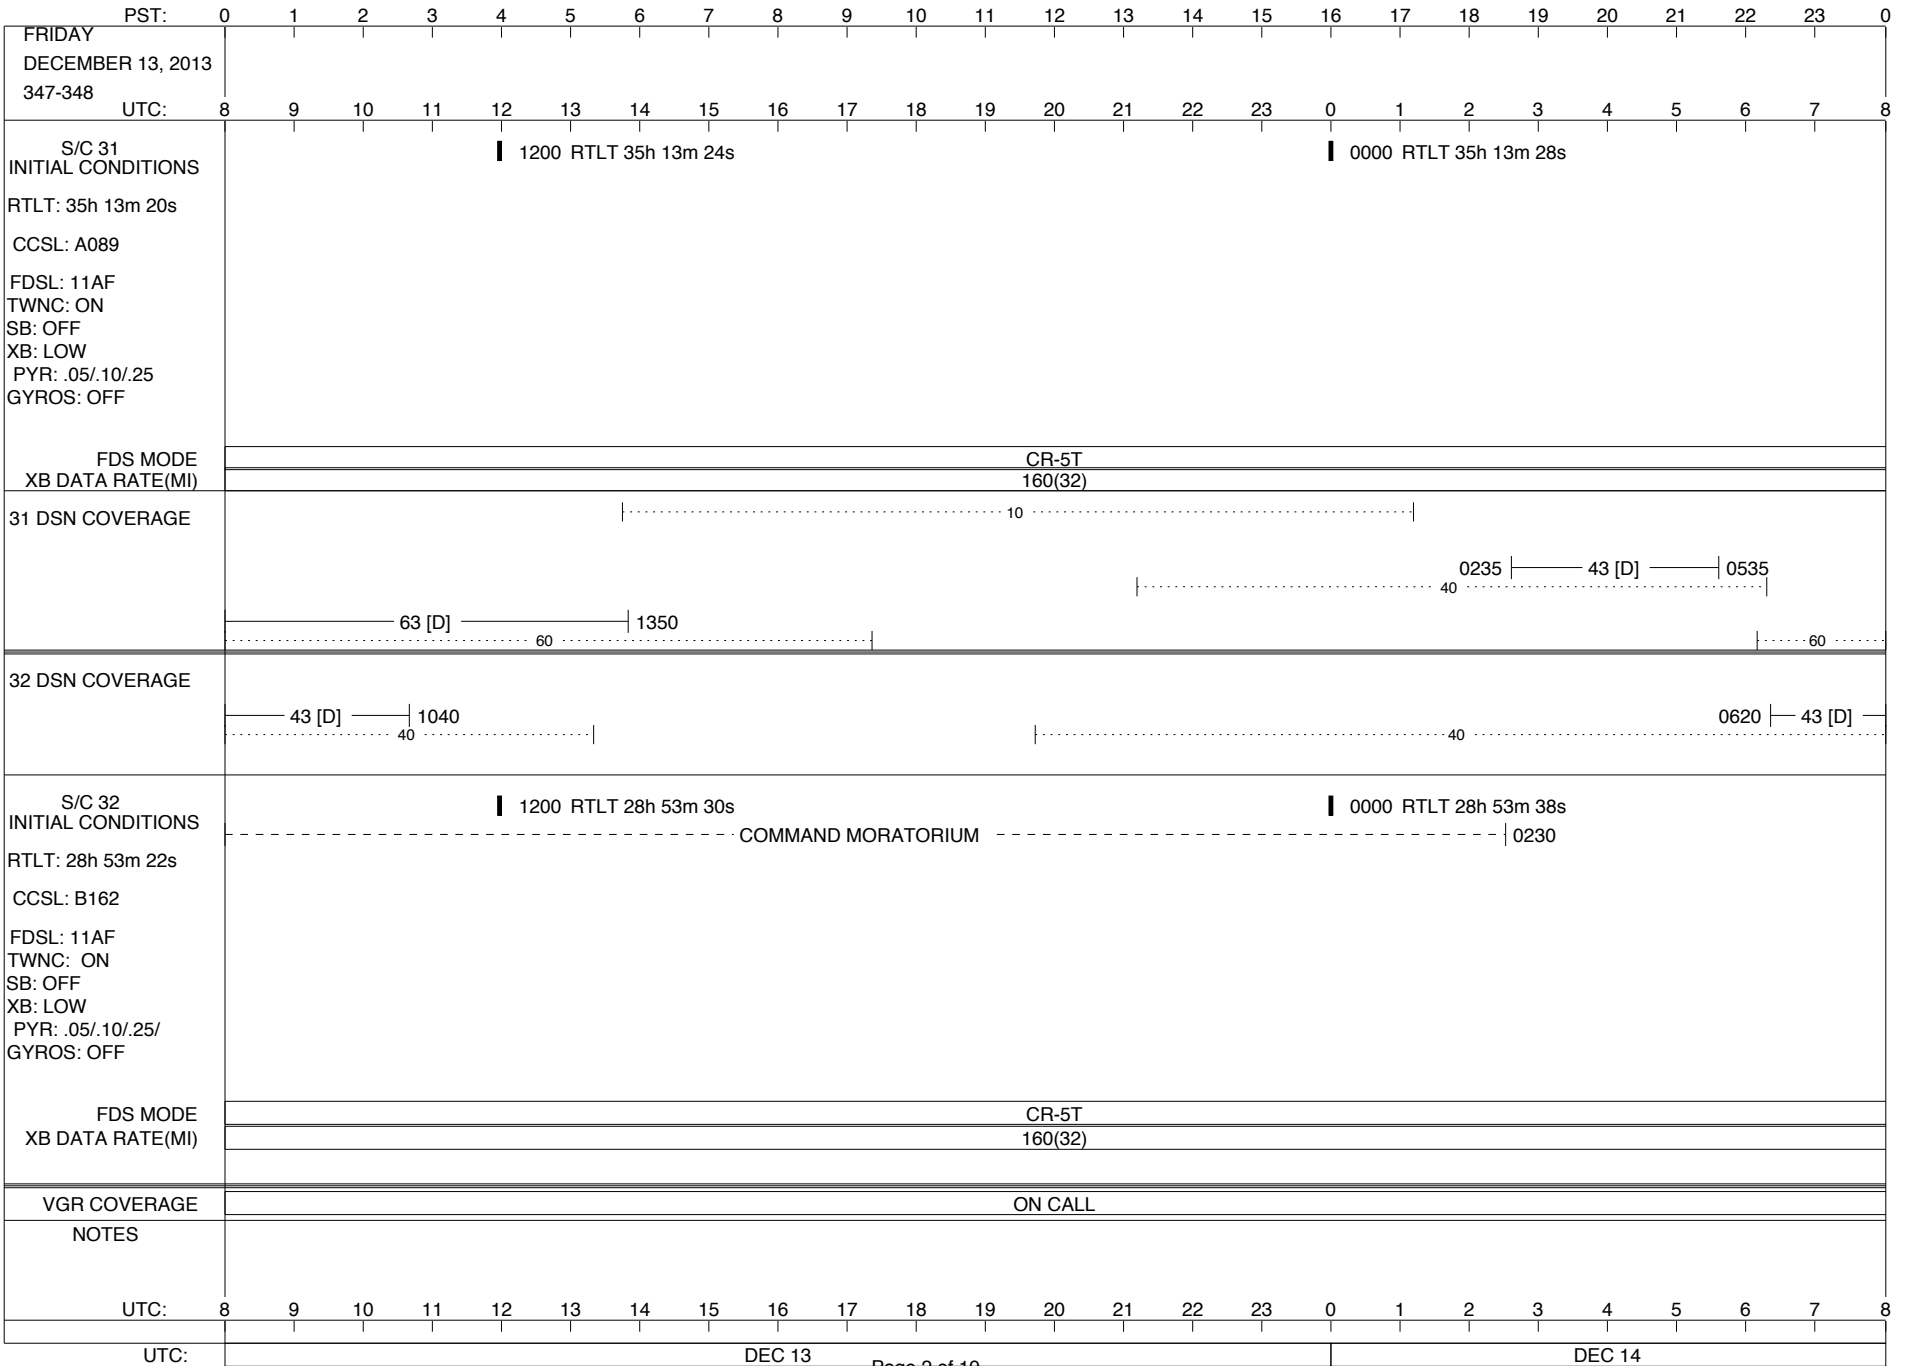 PST: 0 1 2 3 4 5 6 7 8 9 10 11 12 13 14 15 16 17 18 19 20 21 22 23 0
FRIDAY
DECEMBER 13, 2013
347-348
UTC: 8 9 10 11 12 13 14 15 16 17 18 19 20 21 22 23 0 1 2 3 4 5 6 7 8
S/C 31
INITIAL CONDITIONS
1200 RTLT 35h 13m 24s
0000 RTLT 35h 13m 28s
RTLT: 35h 13m 20s
CCSL: A089
FDSL: 11AF
TWNC: ON
SB: OFF
XB: LOW
PYR: .05/.10/.25
GYROS: OFF
FDS MODE CR-5T
XB DATA RATE(MI) 160(32)
31 DSN COVERAGE
10
0235 43 [D] 0535
40
63 [D] 1350
60 60
32 DSN COVERAGE
43 [D] 1040 0620 43 [D]
40 40
S/C 32
INITIAL CONDITIONS
1200 RTLT 28h 53m 30s
0000 RTLT 28h 53m 38s
COMMAND MORATORIUM 0230
RTLT: 28h 53m 22s
CCSL: B162
FDSL: 11AF
TWNC: ON
SB: OFF
XB: LOW
PYR: .05/.10/.25/
GYROS: OFF
FDS MODE CR-5T
XB DATA RATE(MI) 160(32)
VGR COVERAGE ON CALL
NOTES
UTC: 8 9 10 11 12 13 14 15 16 17 18 19 20 21 22 23 0 1 2 3 4 5 6 7 8
UTC: DEC 13 DEC 14